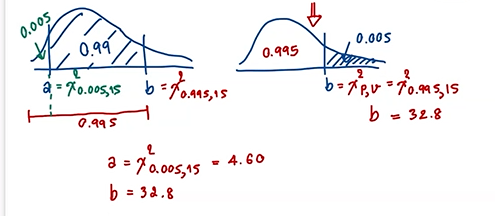 0.005
0.99
a = χ²0.005,15
b = χ²0.995,15
0.995
0.995
0.005
b = χ²P,ν = χ²0.995,15
b = 32.8
a = χ²0.005,15 = 4.60
b = 32.8